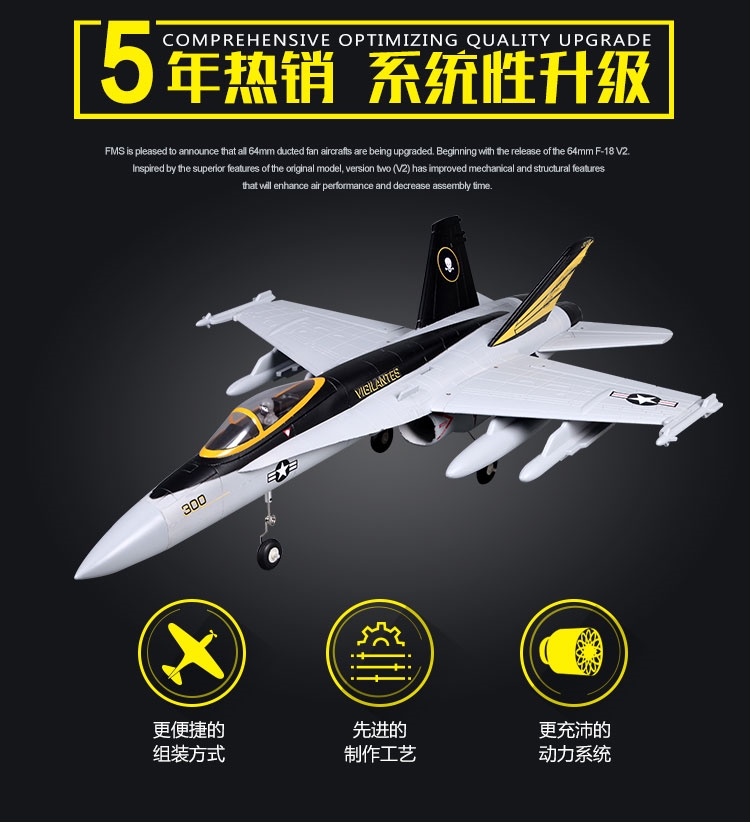 COMPREHENSIVE OPTIMIZING QUALITY UPGRADE
5年热销 系统性升级
FMS is pleased to announce that all 64mm ducted fan aircrafts are being upgraded. Beginning with the release of the 64mm F-18 V2.
Inspired by the superior features of the original model, version two (V2) has improved mechanical and structural features
that will enhance air performance and decrease assembly time.
VIGILANTES
300
更便捷的
组装方式
先进的
制作工艺
更充沛的
动力系统